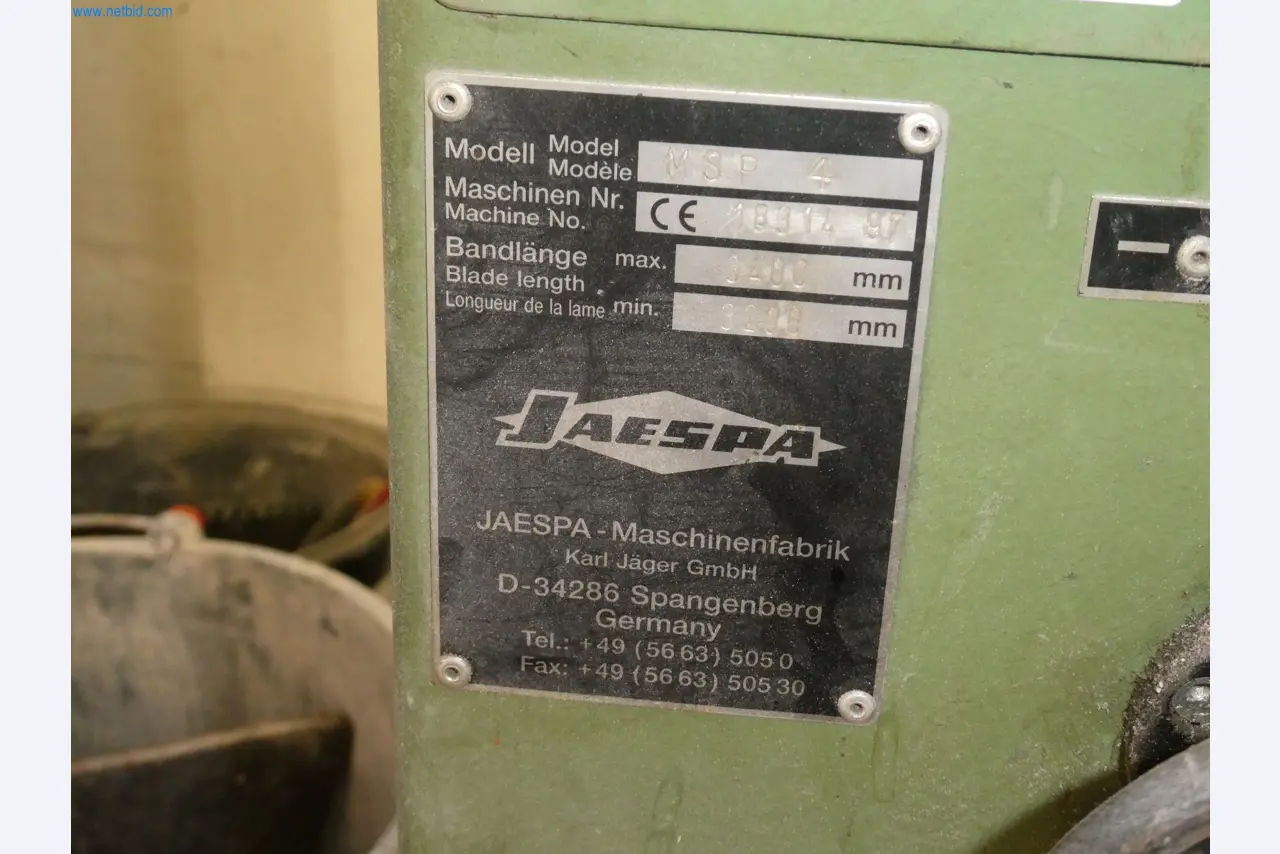 www.netbid.com
Modell Model
Modèle MSP 4
Maschinen Nr.
Machine No. CE
Bandlänge max. mm
Blade length
Longueur de la lame min. mm
JAESPA
JAESPA - Maschinenfabrik
Karl Jäger GmbH
D-34286 Spangenberg
Germany
Tel.: +49 (56 63) 505 0
Fax: +49 (56 63) 505 30